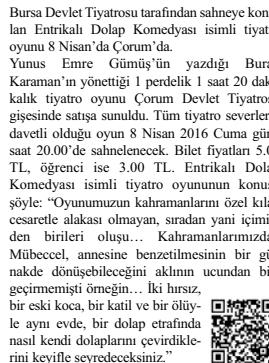 Bursa Devlet Tiyatrosu tarafından sahneye kon
lan Entrikalı Dolap Komedyası isimli tiyat
oyunu 8 Nisan’da Çorum’da.
Yunus Emre Gümüş’ün yazdığı Bura
Karaman’ın yönettiği 1 perdelik 1 saat 20 dak
kalık tiyatro oyunu Çorum Devlet Tiyatros
gişesinde satışa sunuldu. Tüm tiyatro severler
davetli olduğu oyun 8 Nisan 2016 Cuma gün
saat 20.00’de sahnelenecek. Bilet fiyatları 5.0
TL, öğrenci ise 3.00 TL. Entrikalı Dola
Komedyası isimli tiyatro oyununun konus
şöyle: “Oyunumuzun kahramanlarını özel kıla
cesaretle alakası olmayan, sıradan yani içimi
den birileri oluşu… Kahramanlarımızda
Mübeccel, annesine benzetilmesinin bir gü
nakde dönüşebileceğini aklının ucundan bi
geçirmemişti örneğin… İki hırsız,
bir eski koca, bir katil ve bir ölüy-
le aynı evde, bir dolap etrafında
nasıl kendi dolaplarını çevirdikle-
rini keyifle seyredeceksiniz.”